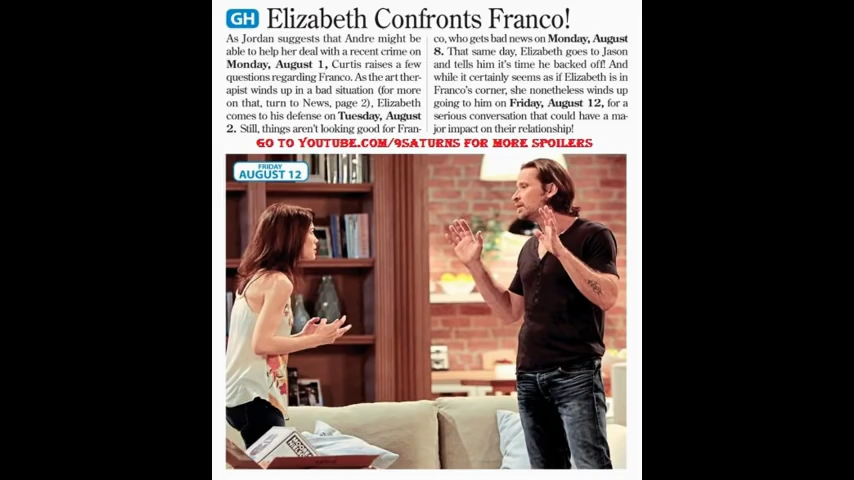 GH Elizabeth Confronts Franco!
As Jordan suggests that Andre might be
able to help her deal with a recent crime on
Monday, August 1, Curtis raises a few
questions regarding Franco. As the art ther-
apist winds up in a bad situation (for more
on that, turn to News, page 2), Elizabeth
comes to his defense on Tuesday, August
2. Still, things aren't looking good for Fran-
co, who gets bad news on Monday, August
8. That same day, Elizabeth goes to Jason
and tells him it's time he backed off! And
while it certainly seems as if Elizabeth is in
Franco's corner, she nonetheless winds up
going to him on Friday, August 12, for a
serious conversation that could have a ma-
jor impact on their relationship!
GO TO YOUTUBE.COM/9SATURNS FOR MORE SPOILERS
FRIDAY
AUGUST 12